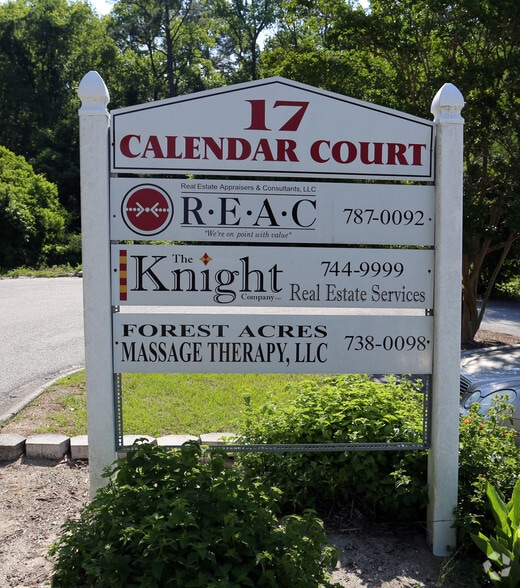 17
CALENDAR COURT
Real Estate Appraisers & Consultants, LLC
R·E·A·C 787-0092
"We're on point with value"
The
Knight 744-9999
Company Real Estate Services
FOREST ACRES
MASSAGE THERAPY, LLC 738-0098